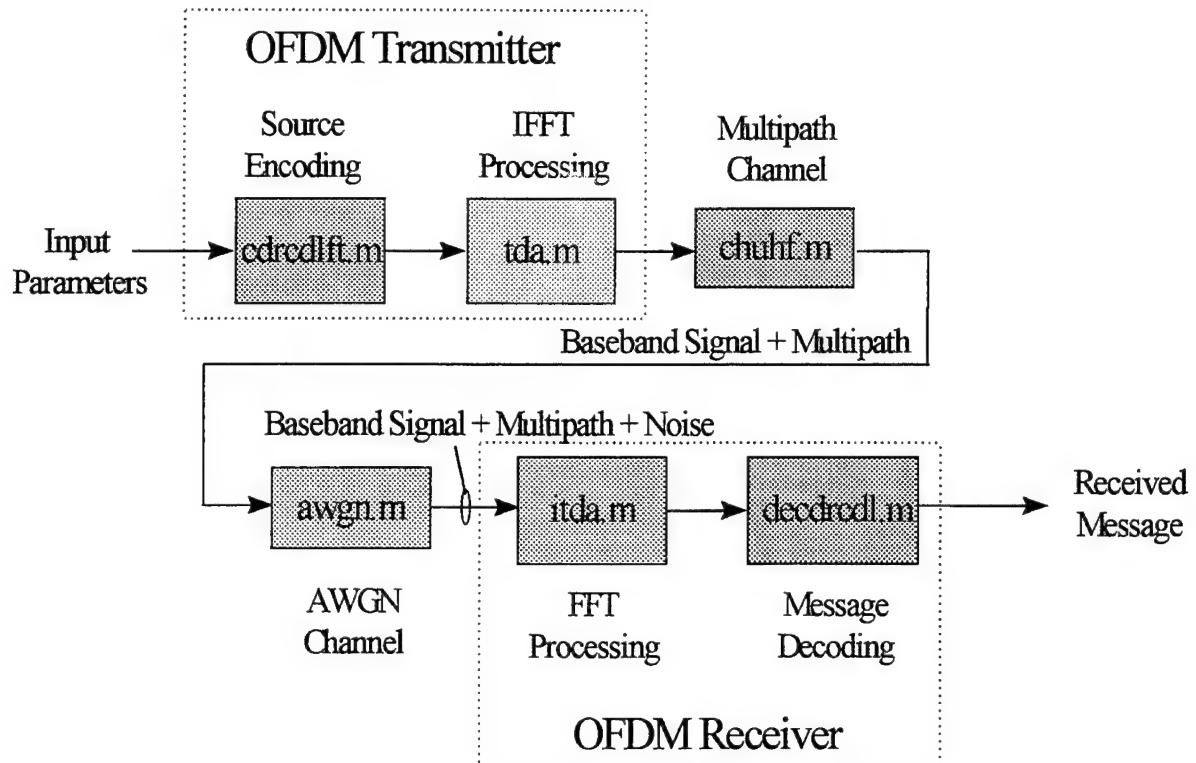 OFDM Transmitter
Source
Encoding
IFFT
Processing
Multipath
Channel
Input
Parameters
cdrcdlft.m
tda.m
chuhf.m
Baseband Signal + Multipath
Baseband Signal + Multipath + Noise
awgn.m
itda.m
decdrcdl.m
Received
Message
AWGN
Channel
FFT
Processing
Message
Decoding
OFDM Receiver